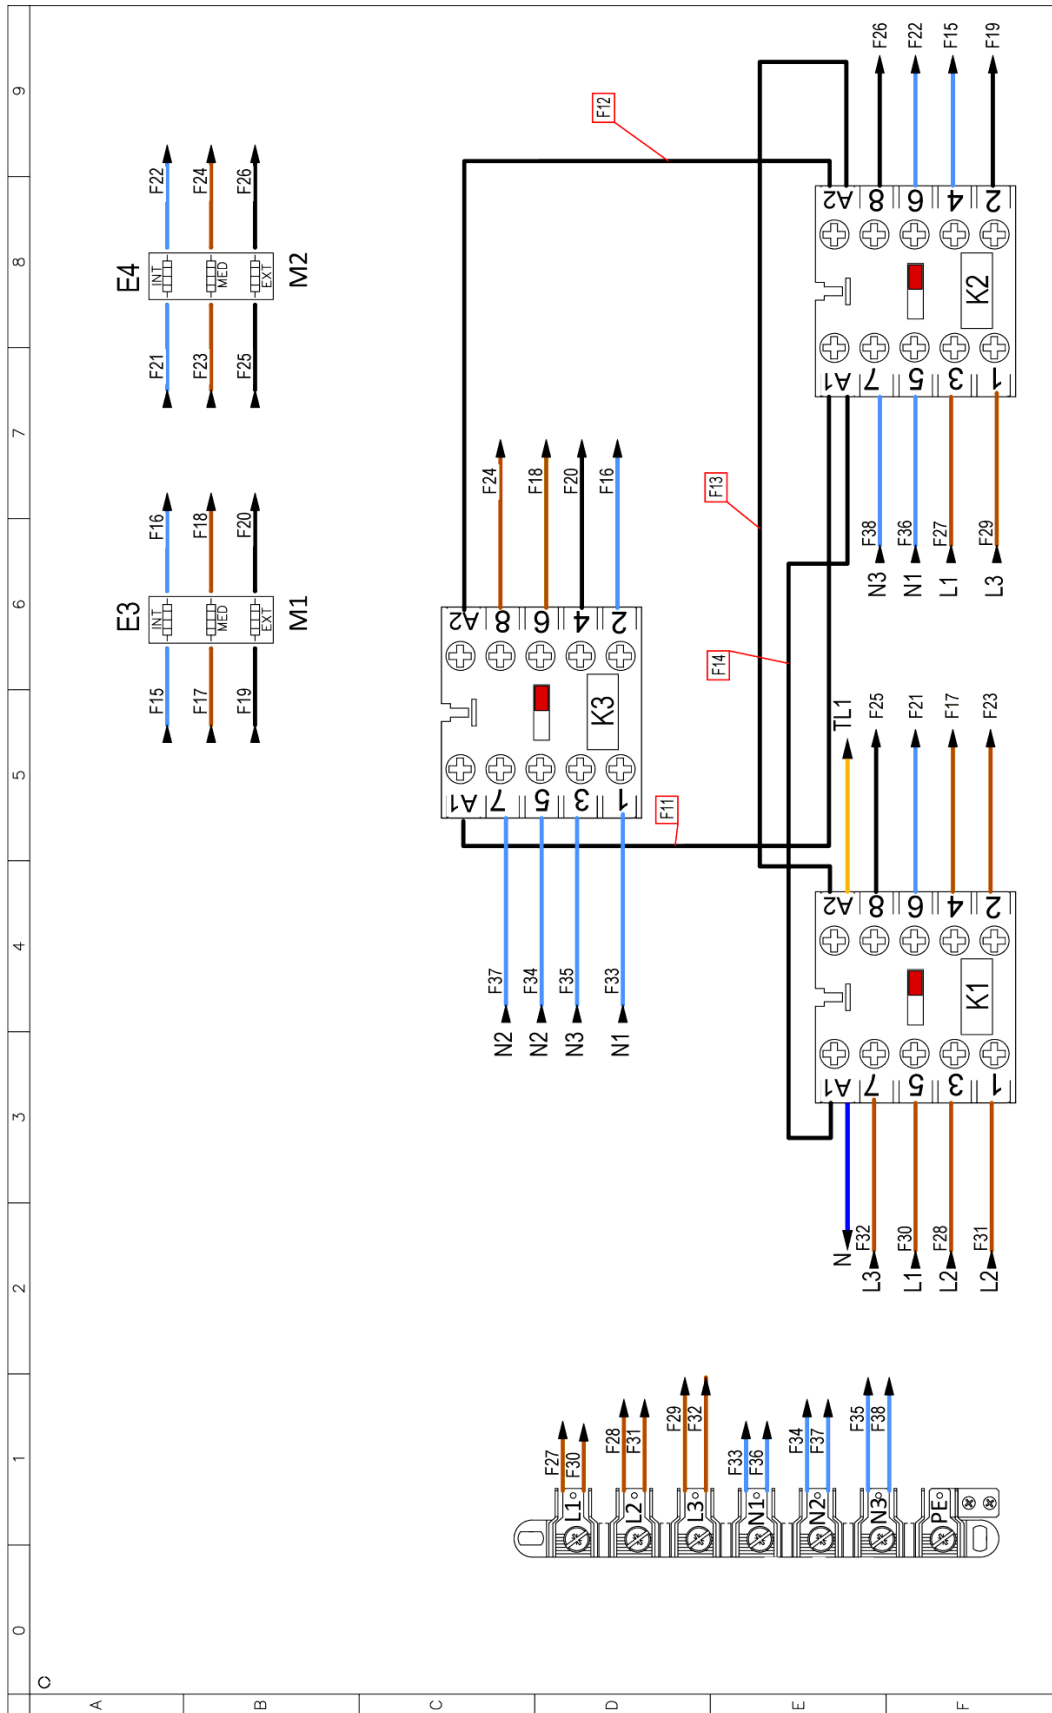 9
8
7
6
5
4
3
2
1
0
A
B
C
D
E
F
E4
INT
MED
EXT
M2
F22
F24
F26
F21
F23
F25
E3
INT
MED
EXT
M1
F16
F18
F20
F15
F17
F19
F12
F13
F14
F11
K3
A2
8
6
4
2
A1
7
5
3
1
F24
F18
F20
F16
F37
F34
F35
F33
N2
N2
N3
N1
K2
A2
8
6
4
2
A1
7
5
3
1
F26
F22
F15
F19
F38
F36
F27
F29
N3
N1
L1
L3
K1
A2
8
6
4
2
A1
7
5
3
1
TL1
F25
F21
F17
F23
N
F32
F30
F28
F31
L3
L1
L2
L2
F27
F30
F28
F31
F29
F32
F33
F36
F34
F37
F35
F38
L1
L2
L3
N1
N2
N3
PE